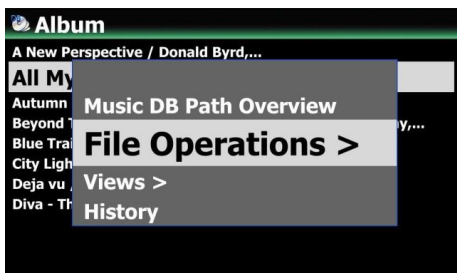 Album
A New Perspective / Donald Byrd,...
All My
Music DB Path Overview
Autumn
Beyond
y,...
File Operations >
Blue Trai
City Ligh
Views >
Deja vu
Diva - Th
History